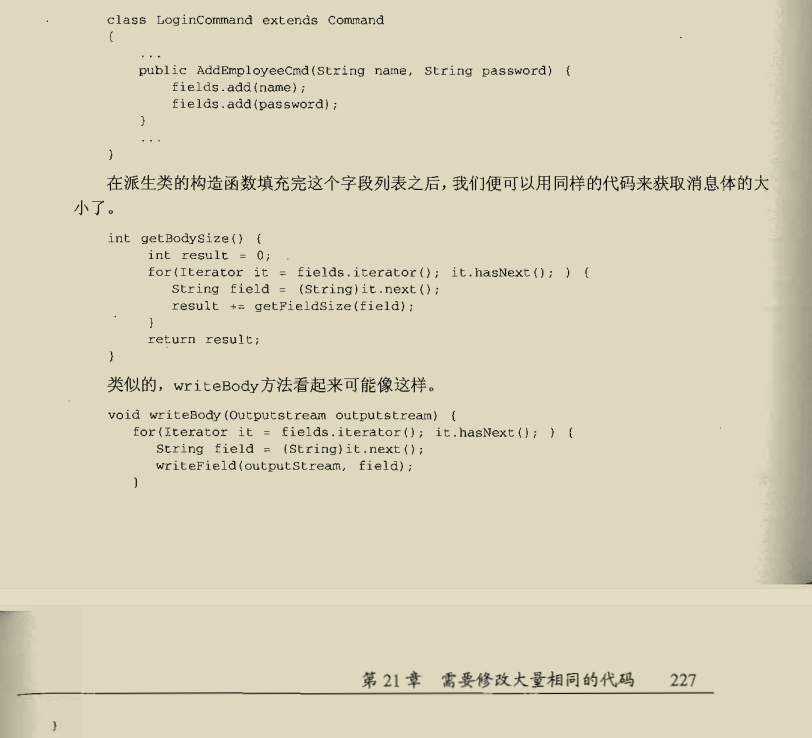 class LoginCommand extends Command
{
...
public AddEmployeeCmd(String name, String password) {
fields.add(name);
fields.add(password);
}
...
}
在派生类的构造函数填充完这个字段列表之后，我们便可以用同样的代码来获取消息体的大
小了。
int getBodySize() {
int result = 0;
for(Iterator it = fields.iterator(); it.hasNext(); ) {
String field = (String)it.next();
result += getFieldSize(field);
}
return result;
}
类似的，writeBody方法看起来可能像这样。
void writeBody(Outputstream outputstream) {
for(Iterator it = fields.iterator(); it.hasNext(); ) {
String field = (String)it.next();
writeField(outputStream, field);
}
第 21 章 需要修改大量相同的代码 227
}